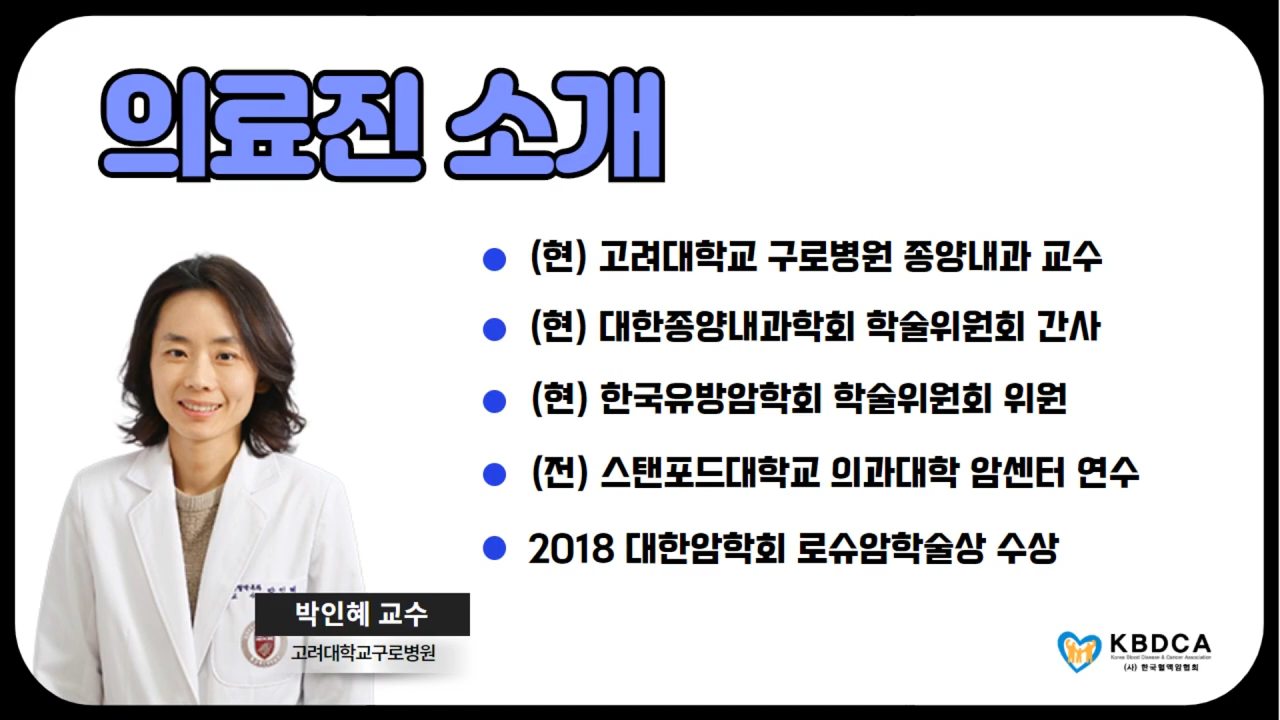 의료진 소개
(현) 고려대학교 구로병원 종양내과 교수
(현) 대한종양내과학회 학술위원회 간사
(현) 한국유방암학회 학술위원회 위원
(전) 스탠포드대학교 의과대학 암센터 연수
2018 대한암학회 로슈암학술상 수상
박인혜 교수
고려대학교구로병원
KBDCA
Korea Blood Disease & Cancer Association
(사) 한국혈액암협회